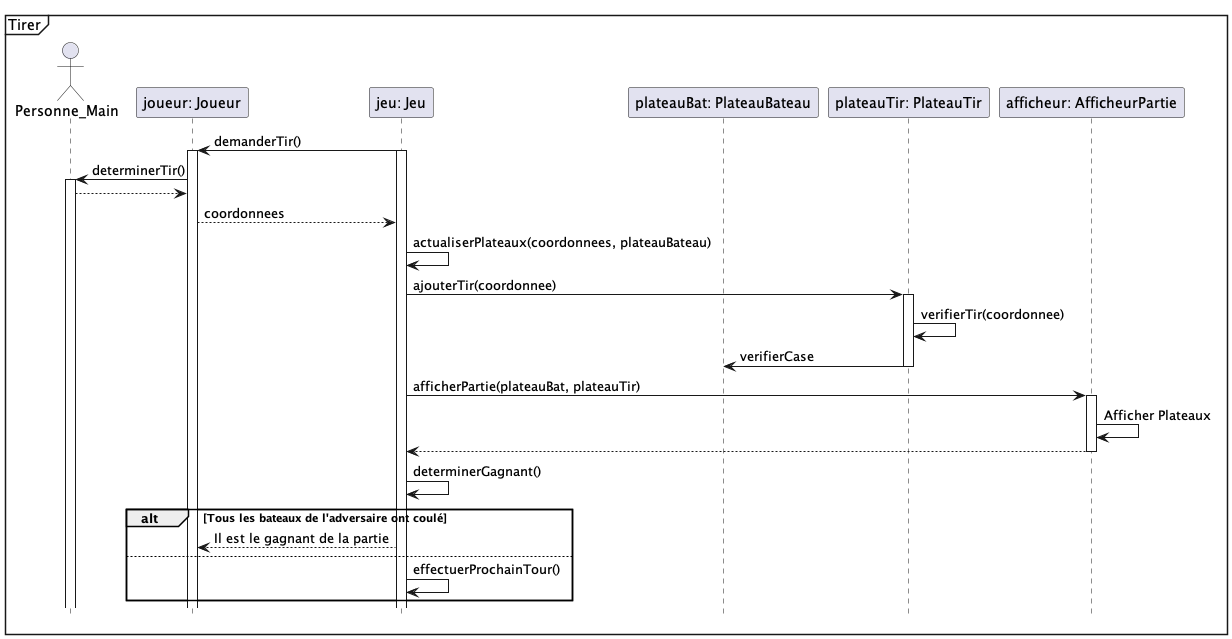 Tirer
Personne_Main
joueur: Joueur
jeu: Jeu
plateauBat: PlateauBateau
plateauTir: PlateauTir
afficheur: AfficheurPartie
demanderTir()
determinerTir()
coordonnees
actualiserPlateaux(coordonnees, plateauBateau)
ajouterTir(coordonnee)
verifierTir(coordonnee)
verifierCase
afficherPartie(plateauBat, plateauTir)
Afficher Plateaux
determinerGagnant()
alt
[Tous les bateaux de l'adversaire ont coulé]
Il est le gagnant de la partie
effectuerProchainTour()